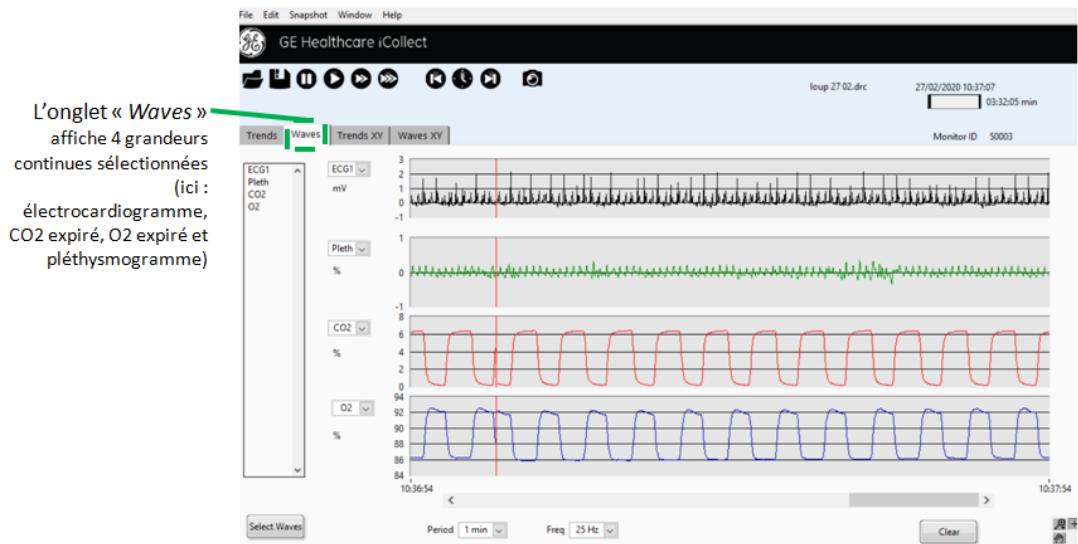 File Edit Snapshot Window Help
GE Healthcare iCollect
loup 27 02.drc
27/02/2020 10:37:07
03:32:05 min
Monitor ID 50003
L'onglet « Waves »
affiche 4 grandeurs
continues sélectionnées
(ici :
électrocardiogramme,
CO2 expiré, O2 expiré et
pléthysmogramme)
Trends Waves Trends XY Waves XY
ECG1
Pleth
CO2
O2
ECG1
mV
3
2
1
0
-1
Pleth
%
1
0
-1
CO2
%
8
6
4
2
0
O2
%
94
92
90
88
86
84
10:36:54
10:37:54
Select Waves
Period 1 min
Freq 25 Hz
Clear